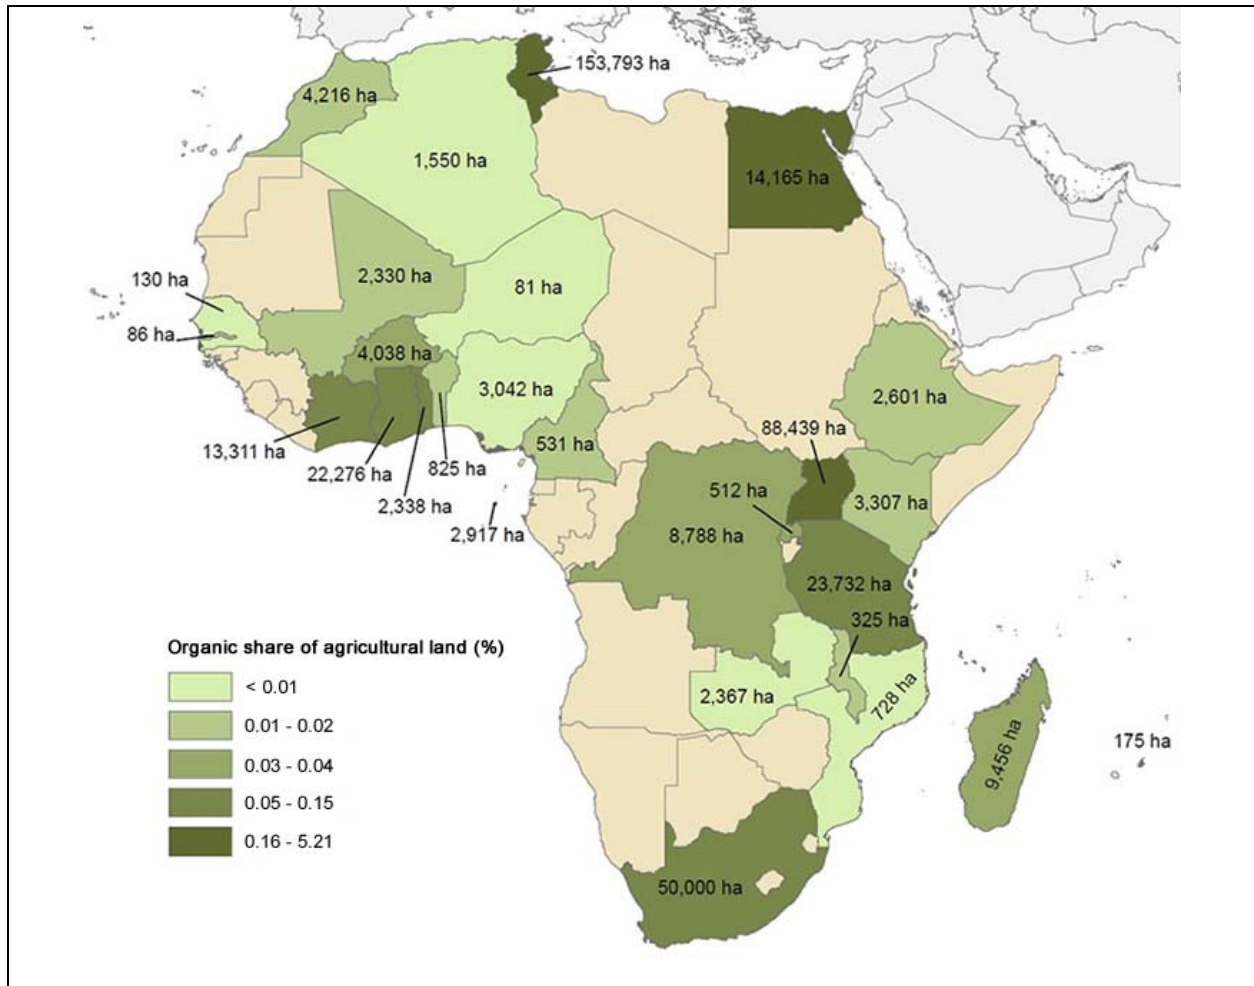 153,793 ha
4,216 ha
1,550 ha
14,165 ha
130 ha
2,330 ha
81 ha
86 ha
4,038 ha
3,042 ha
2,601 ha
88,439 ha
13,311 ha
531 ha
22,276 ha
825 ha
2,338 ha
512 ha
3,307 ha
2,917 ha
8,788 ha
23,732 ha
325 ha
728 ha
2,367 ha
9,456 ha
175 ha
50,000 ha
Organic share of agricultural land (%)
< 0.01
0.01 - 0.02
0.03 - 0.04
0.05 - 0.15
0.16 - 5.21